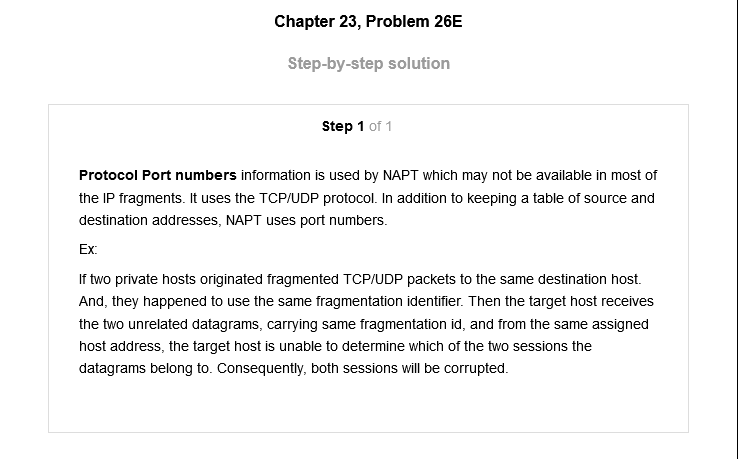 Chapter 23, Problem 26E
Step-by-step solution
Step 1 of 1
Protocol Port numbers information is used by NAPT which may not be available in most of
the IP fragments. It uses the TCP/UDP protocol. In addition to keeping a table of source and
destination addresses, NAPT uses port numbers.
Ex:
If two private hosts originated fragmented TCP/UDP packets to the same destination host.
And, they happened to use the same fragmentation identifier. Then the target host receives
the two unrelated datagrams, carrying same fragmentation id, and from the same assigned
host address, the target host is unable to determine which of the two sessions the
datagrams belong to. Consequently, both sessions will be corrupted.